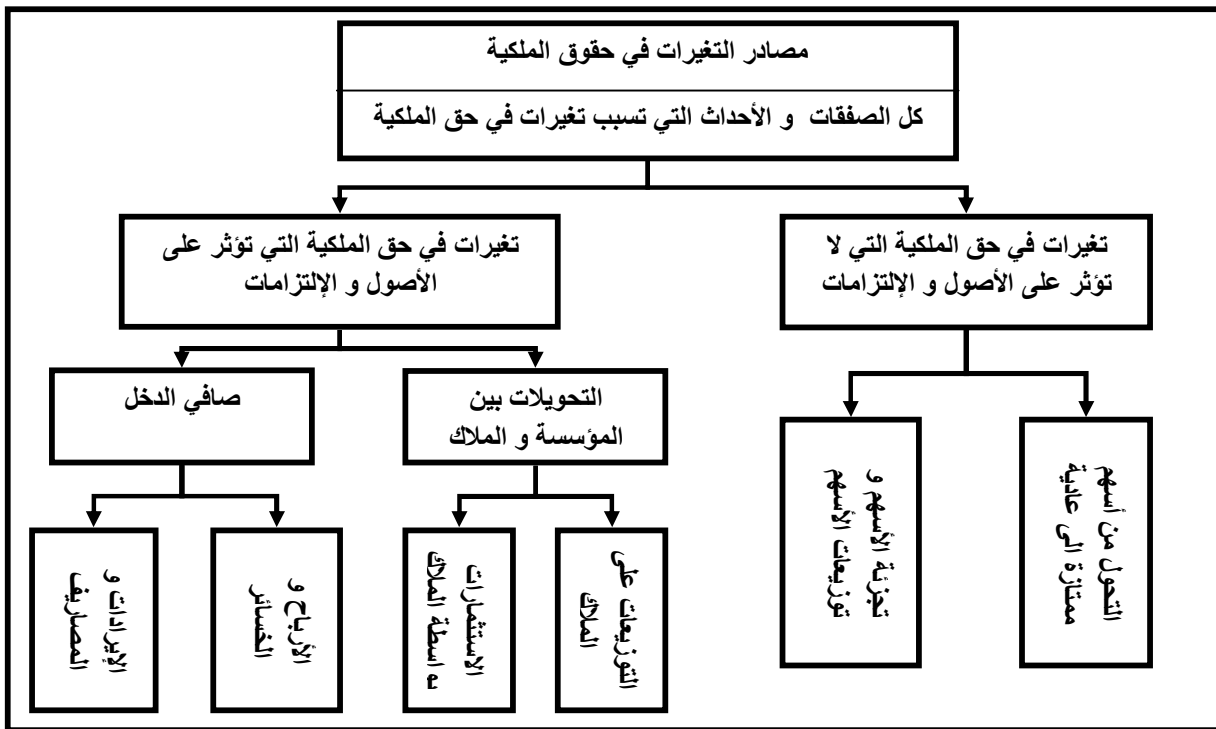 مصادر التغيرات في حقوق الملكية
كل الصفقات و الأحداث التي تسبب تغيرات في حق الملكية
تغيرات في حق الملكية التي لا
تؤثر على الأصول و الإلتزامات
تغيرات في حق الملكية التي تؤثر على
الأصول و الإلتزامات
التحول من أسهم
ممتازة الى عادية
تجزئة الأسهم و
توزيعات الأسهم
التحويلات بين
المؤسسة و الملاك
صافي الدخل
التوزيعات على
الملاك
الاستثمارات
بواسطة الملاك
الأرباح و
الخسائر
الإيرادات و
المصاريف